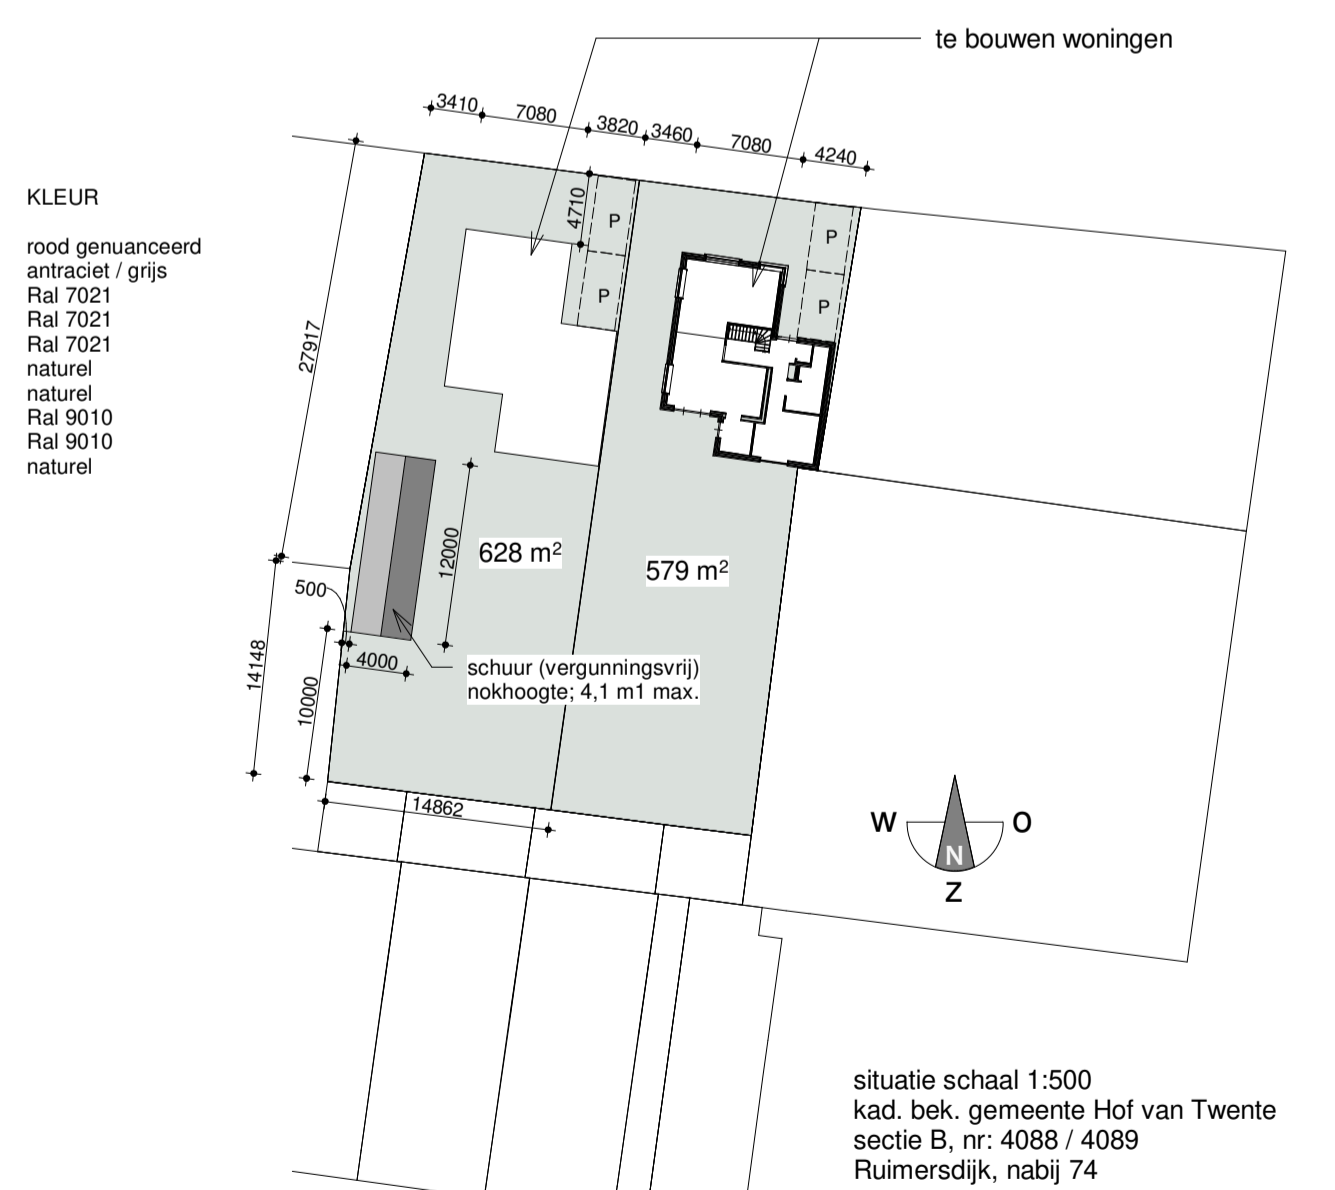 te bouwen woningen
3410
7080
3820
3460
7080
4240
KLEUR
rood genuanceerd
antraciet / grijs
Ral 7021
Ral 7021
Ral 7021
naturel
naturel
Ral 9010
Ral 9010
naturel
4710
P
P
P
P
27917
12000
628 m²
579 m²
500
14148
10000
4000
schuur (vergunningsvrij)
nokhoogte; 4,1 m1 max.
14862
W
O
N
Z
situatie schaal 1:500
kad. bek. gemeente Hof van Twente
sectie B, nr: 4088 / 4089
Ruimersdijk, nabij 74